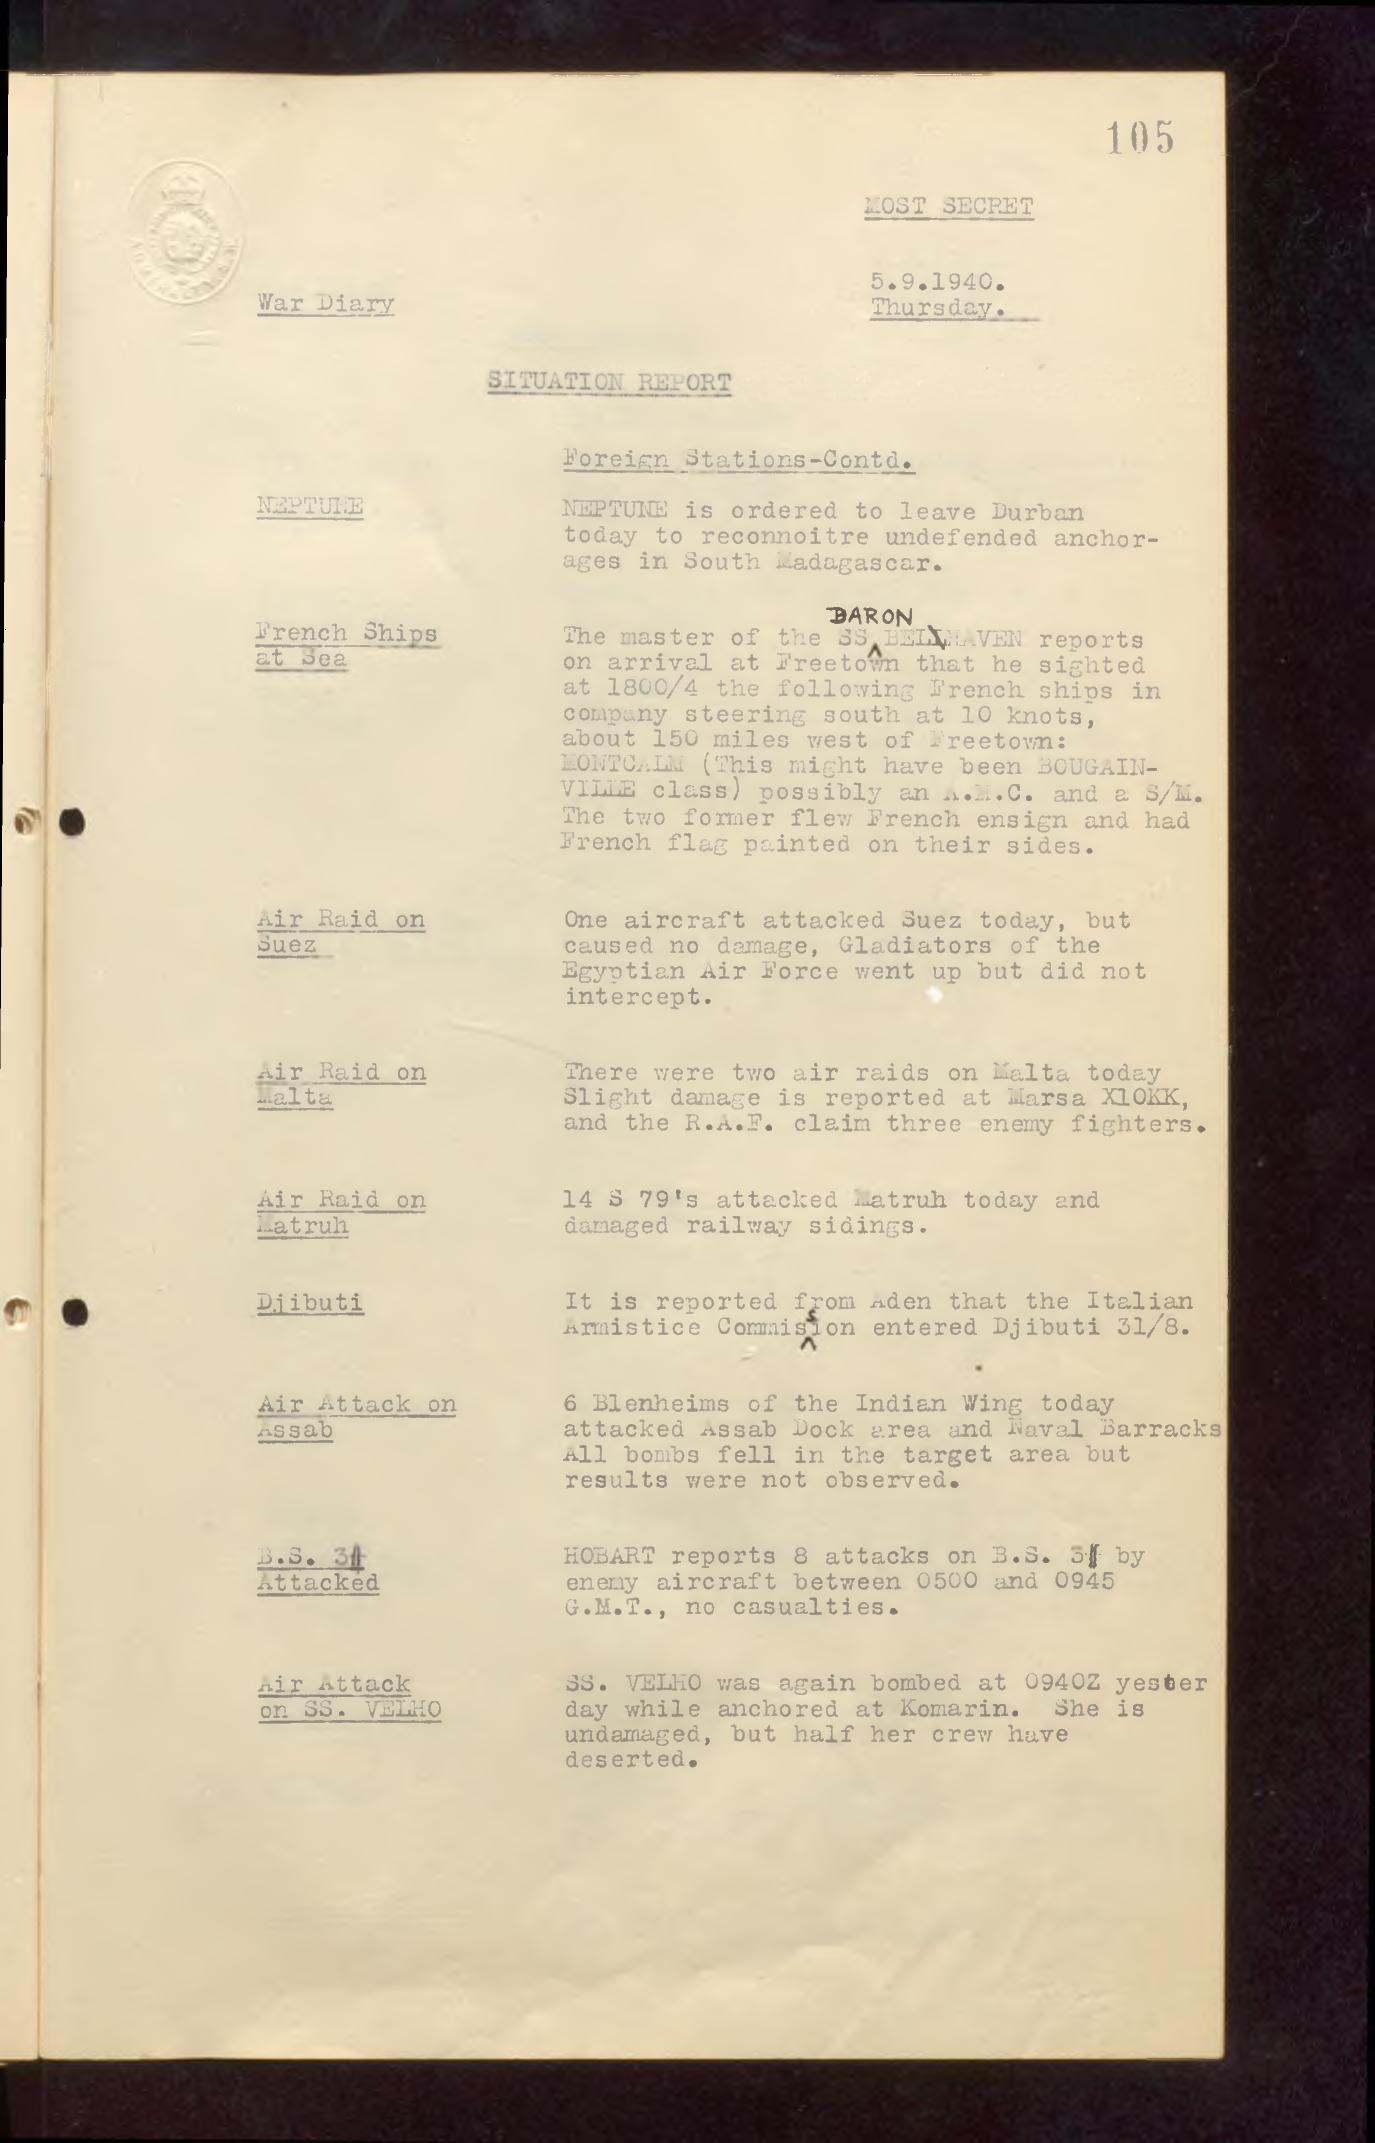 105
MOST SECRET
5.9.1940.
War Diary
Thursday.
SITUATION REPORT
Foreign Stations-Contd.
NEPTUNE
NEPTUNE is ordered to leave Durban
today to reconnoitre undefended anchor-
ages in South Madagascar.
French Ships
at Sea
BARON
The master of the SS BELHAVEN reports
on arrival at Freetown that he sighted
at 1800/4 the following French ships in
company steering south at 10 knots,
about 150 miles west of Freetown:
MONTCALM (This might have been BOUGAIN-
VILLE class) possibly an A.M.C. and a S/M.
The two former flew French ensign and had
French flag painted on their sides.
Air Raid on
Suez
One aircraft attacked Suez today, but
caused no damage, Gladiators of the
Egyptian Air Force went up but did not
intercept.
Air Raid on
Malta
There were two air raids on Malta today
Slight damage is reported at Marsa X10KK,
and the R.A.F. claim three enemy fighters.
Air Raid on
Matruh
14 S 79's attacked Matruh today and
damaged railway sidings.
Djibuti
It is reported from Aden that the Italian
Armistice Commission entered Djibuti 31/8.
Air Attack on
Assab
6 Blenheims of the Indian Wing today
attacked Assab Dock area and Naval Barracks
All bombs fell in the target area but
results were not observed.
B.S.
Attacked
HOBART reports 8 attacks on B.S. by
enemy aircraft between 0500 and 0945
G.M.T., no casualties.
Air Attack
on SS. VELHO
SS. VELHO was again bombed at 0940Z yester
day while anchored at Komarin. She is
undamaged, but half her crew have
deserted.